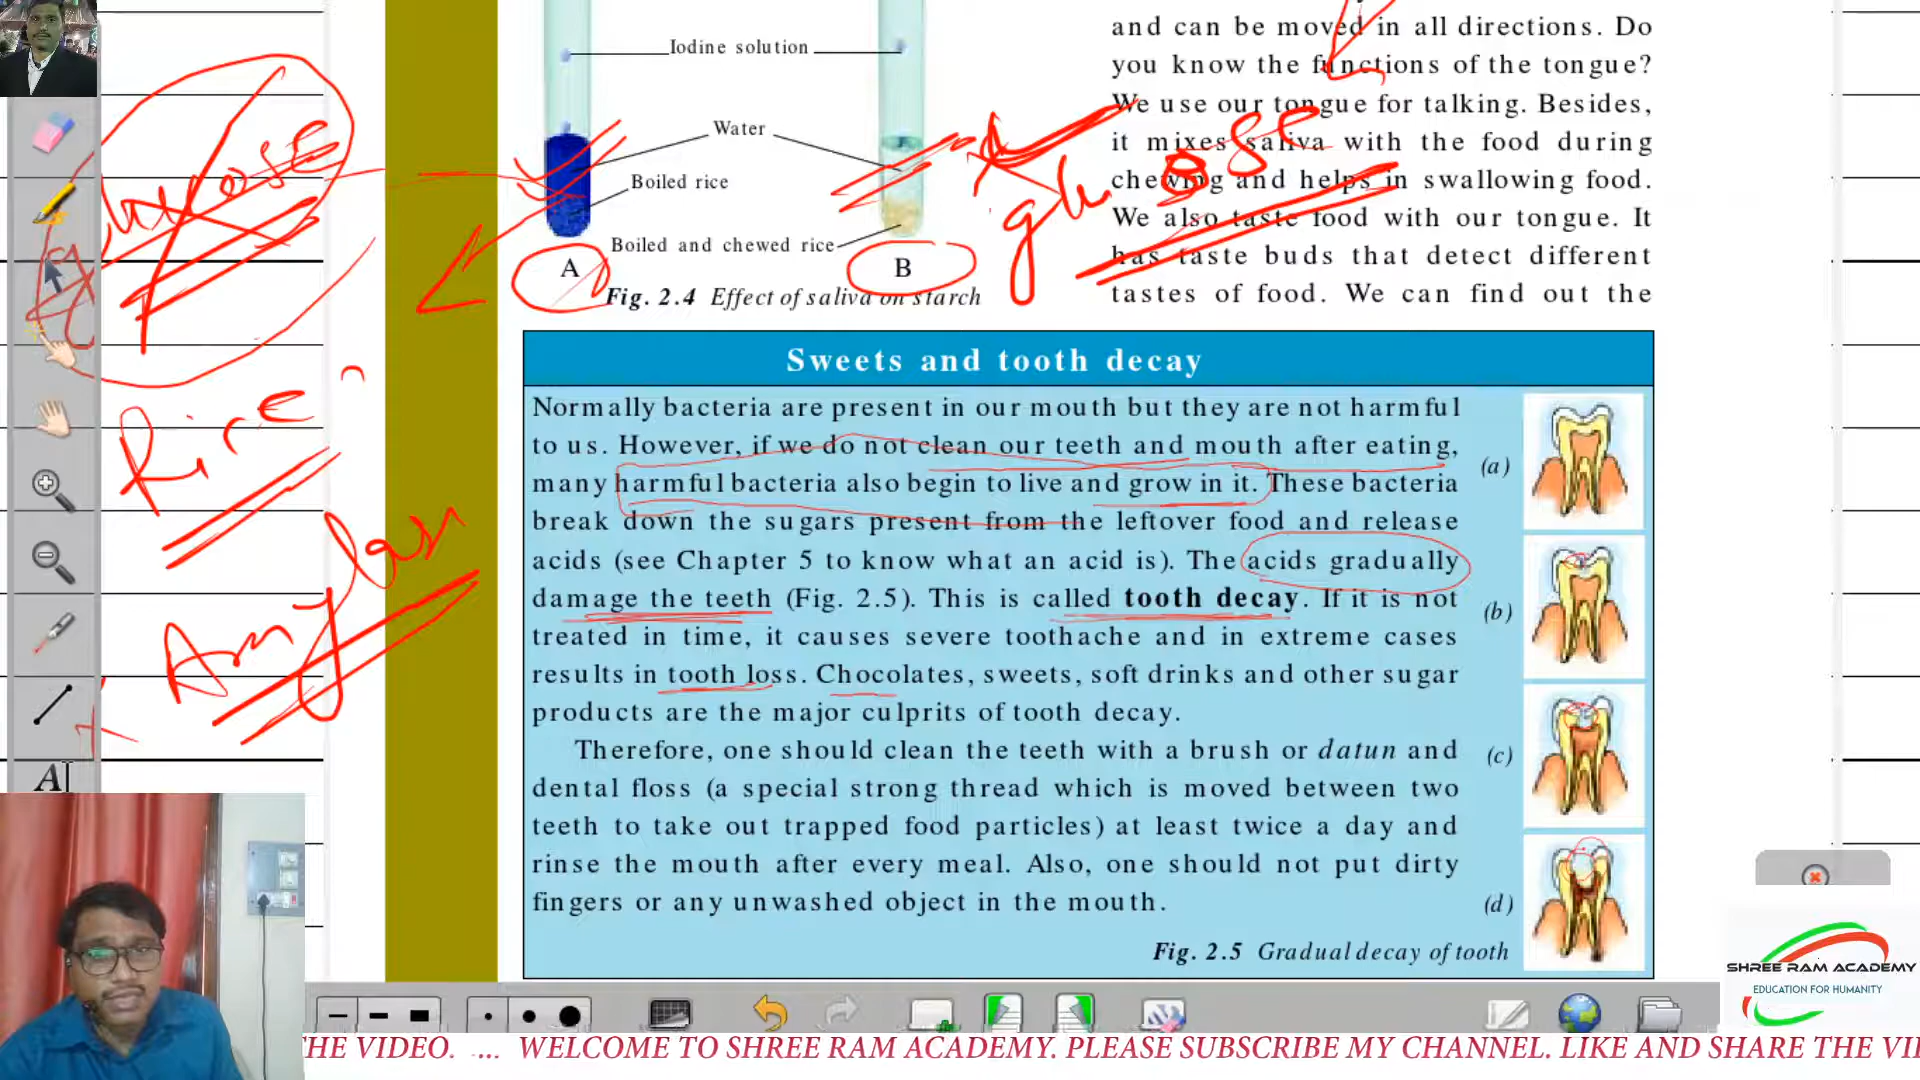 Iodine solution
Water
Boiled rice
Boiled and chewed rice
A
B
Fig. 2.4 Effect of saliva on starch
and can be moved in all directions. Do
you know the functions of the tongue?
We use our tongue for talking. Besides,
it mixes saliva with the food during
chewing and helps in swallowing food.
We also taste food with our tongue. It
has taste buds that detect different
tastes of food. We can find out the
Rice
Sweets and tooth decay
Normally bacteria are present in our mouth but they are not harmful
to us. However, if we do not clean our teeth and mouth after eating,
many harmful bacteria also begin to live and grow in it. These bacteria
break down the sugars present from the leftover food and release
acids (see Chapter 5 to know what an acid is). The acids gradually
damage the teeth (Fig. 2.5). This is called tooth decay. If it is not
treated in time, it causes severe toothache and in extreme cases
results in tooth loss. Chocolates, sweets, soft drinks and other sugar
products are the major culprits of tooth decay.
Therefore, one should clean the teeth with a brush or datun and
dental floss (a special strong thread which is moved between two
teeth to take out trapped food particles) at least twice a day and
rinse the mouth after every meal. Also, one should not put dirty
fingers or any unwashed object in the mouth.
(a)
(b)
(c)
(d)
Fig. 2.5 Gradual decay of tooth
A
SHREE RAM ACADEMY
EDUCATION FOR HUMANITY
THE VIDEO. ... WELCOME TO SHREE RAM ACADEMY. PLEASE SUBSCRIBE MY CHANNEL. LIKE AND SHARE THE VI